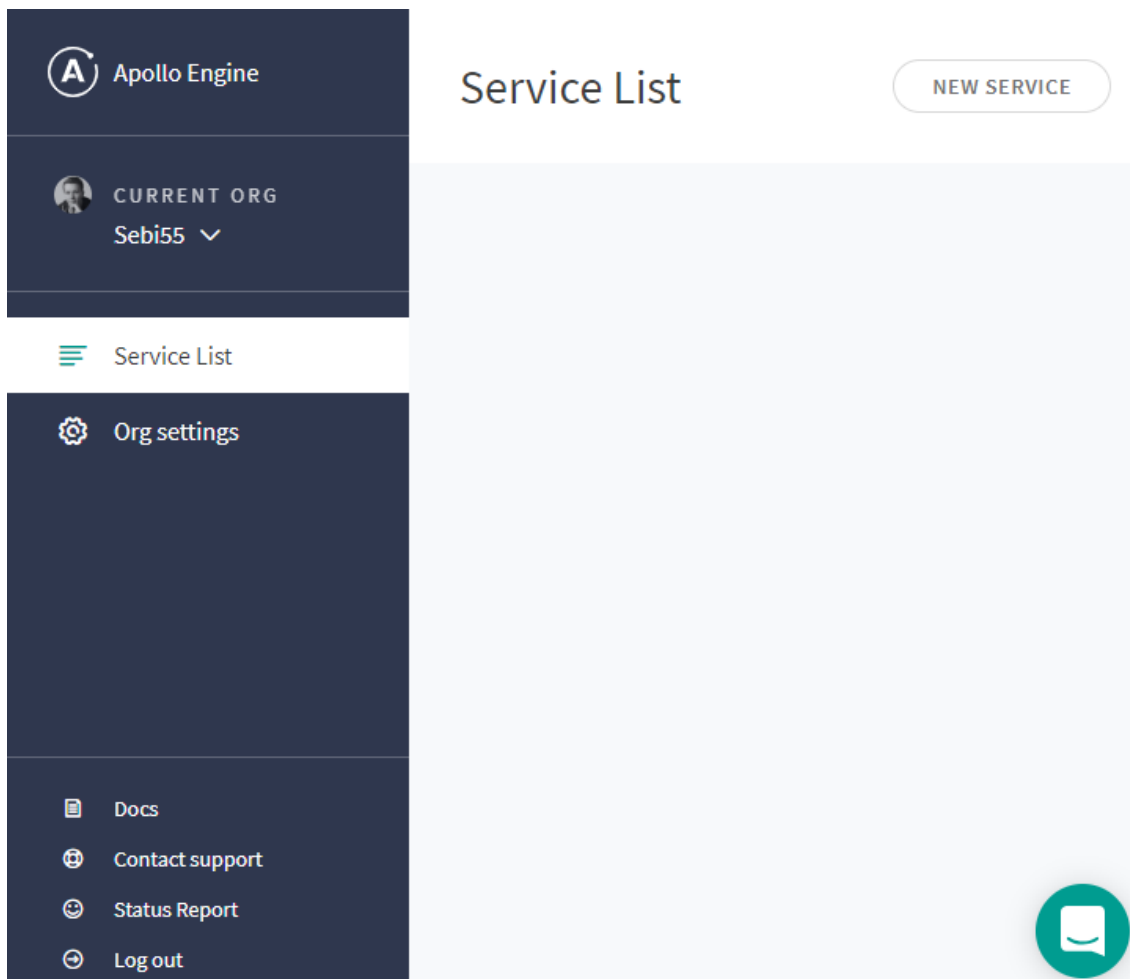 Apollo Engine
CURRENT ORG
Sebi55
Service List
Org settings
Docs
Contact support
Status Report
Log out
Service List
NEW SERVICE